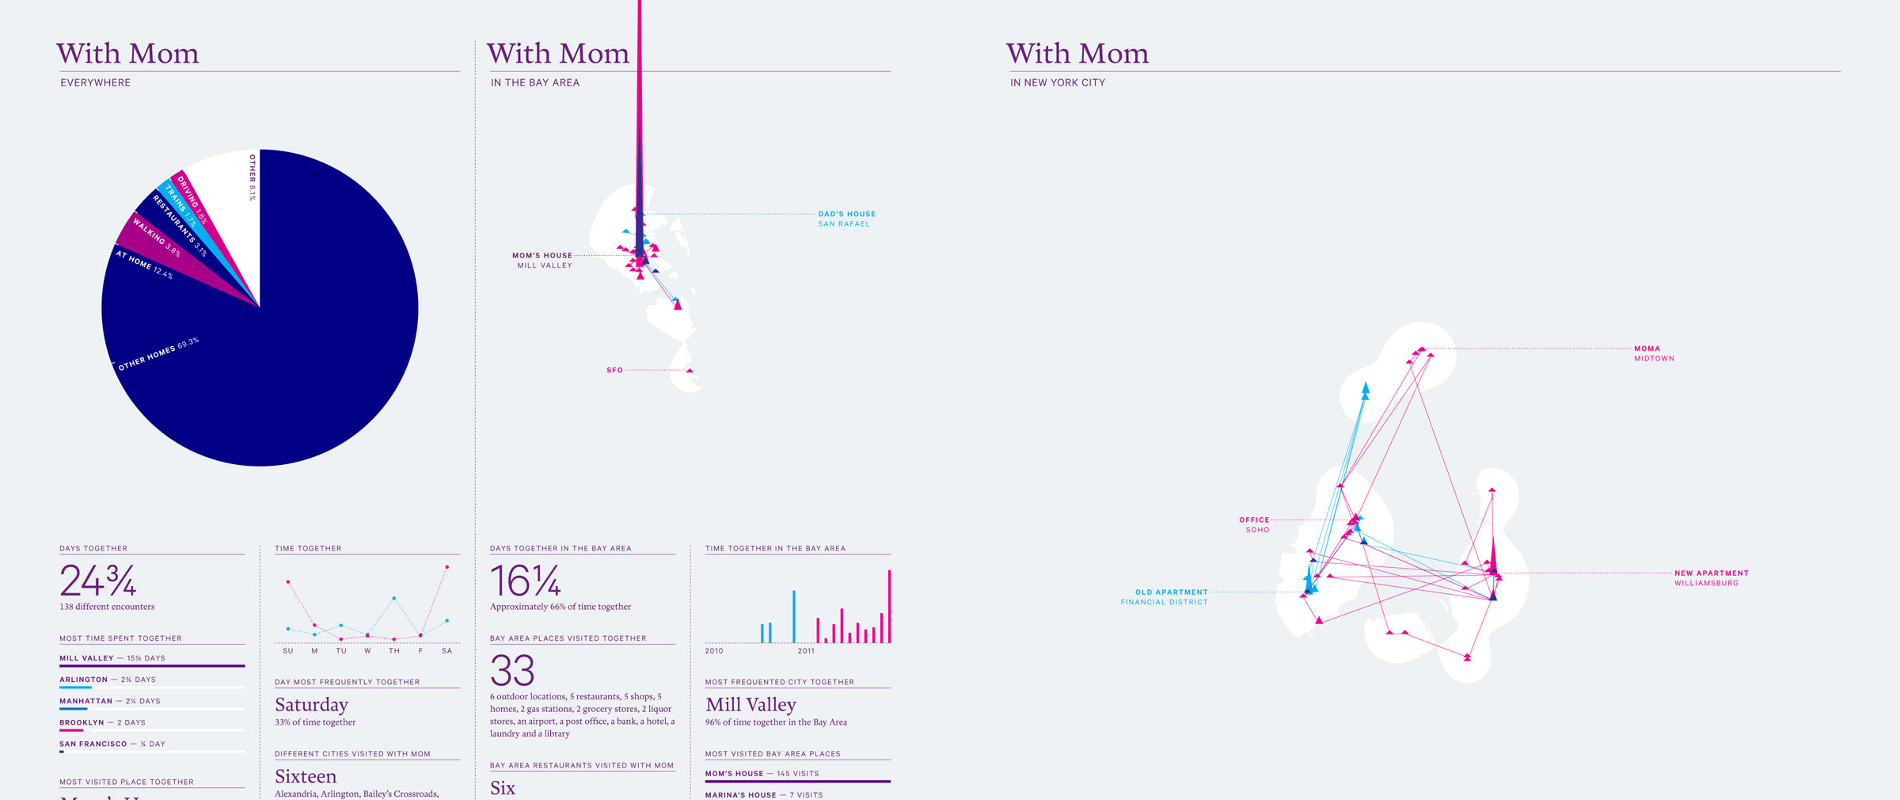 With Mom
EVERYWHERE
OTHER 8.1%
DRIVING 1.6%
TRAINS 1.7%
RESTAURANTS 3.1%
WALKING 3.8%
AT HOME 12.4%
OTHER HOMES 69.3%
DAYS TOGETHER
24¾
138 different encounters
MOST TIME SPENT TOGETHER
MILL VALLEY — 15½ DAYS
ARLINGTON — 2¾ DAYS
MANHATTAN — 2¼ DAYS
BROOKLYN — 2 DAYS
SAN FRANCISCO — ¼ DAY
MOST VISITED PLACE TOGETHER
TIME TOGETHER
SU M TU W TH F SA
DAY MOST FREQUENTLY TOGETHER
Saturday
33% of time together
DIFFERENT CITIES VISITED WITH MOM
Sixteen
Alexandria, Arlington, Bailey's Crossroads,
With Mom
IN THE BAY AREA
DAD'S HOUSE
SAN RAFAEL
MOM'S HOUSE
MILL VALLEY
SFO
DAYS TOGETHER IN THE BAY AREA
16¼
Approximately 66% of time together
BAY AREA PLACES VISITED TOGETHER
33
6 outdoor locations, 5 restaurants, 5 shops, 5
homes, 2 gas stations, 2 grocery stores, 2 liquor
stores, an airport, a post office, a bank, a hotel, a
laundry and a library
BAY AREA RESTAURANTS VISITED WITH MOM
Six
TIME TOGETHER IN THE BAY AREA
2010 2011
MOST FREQUENTED CITY TOGETHER
Mill Valley
96% of time together in the Bay Area
MOST VISITED BAY AREA PLACES
MOM'S HOUSE — 145 VISITS
MARINA'S HOUSE — 7 VISITS
With Mom
IN NEW YORK CITY
MOMA
MIDTOWN
OFFICE
SOHO
NEW APARTMENT
WILLIAMSBURG
OLD APARTMENT
FINANCIAL DISTRICT